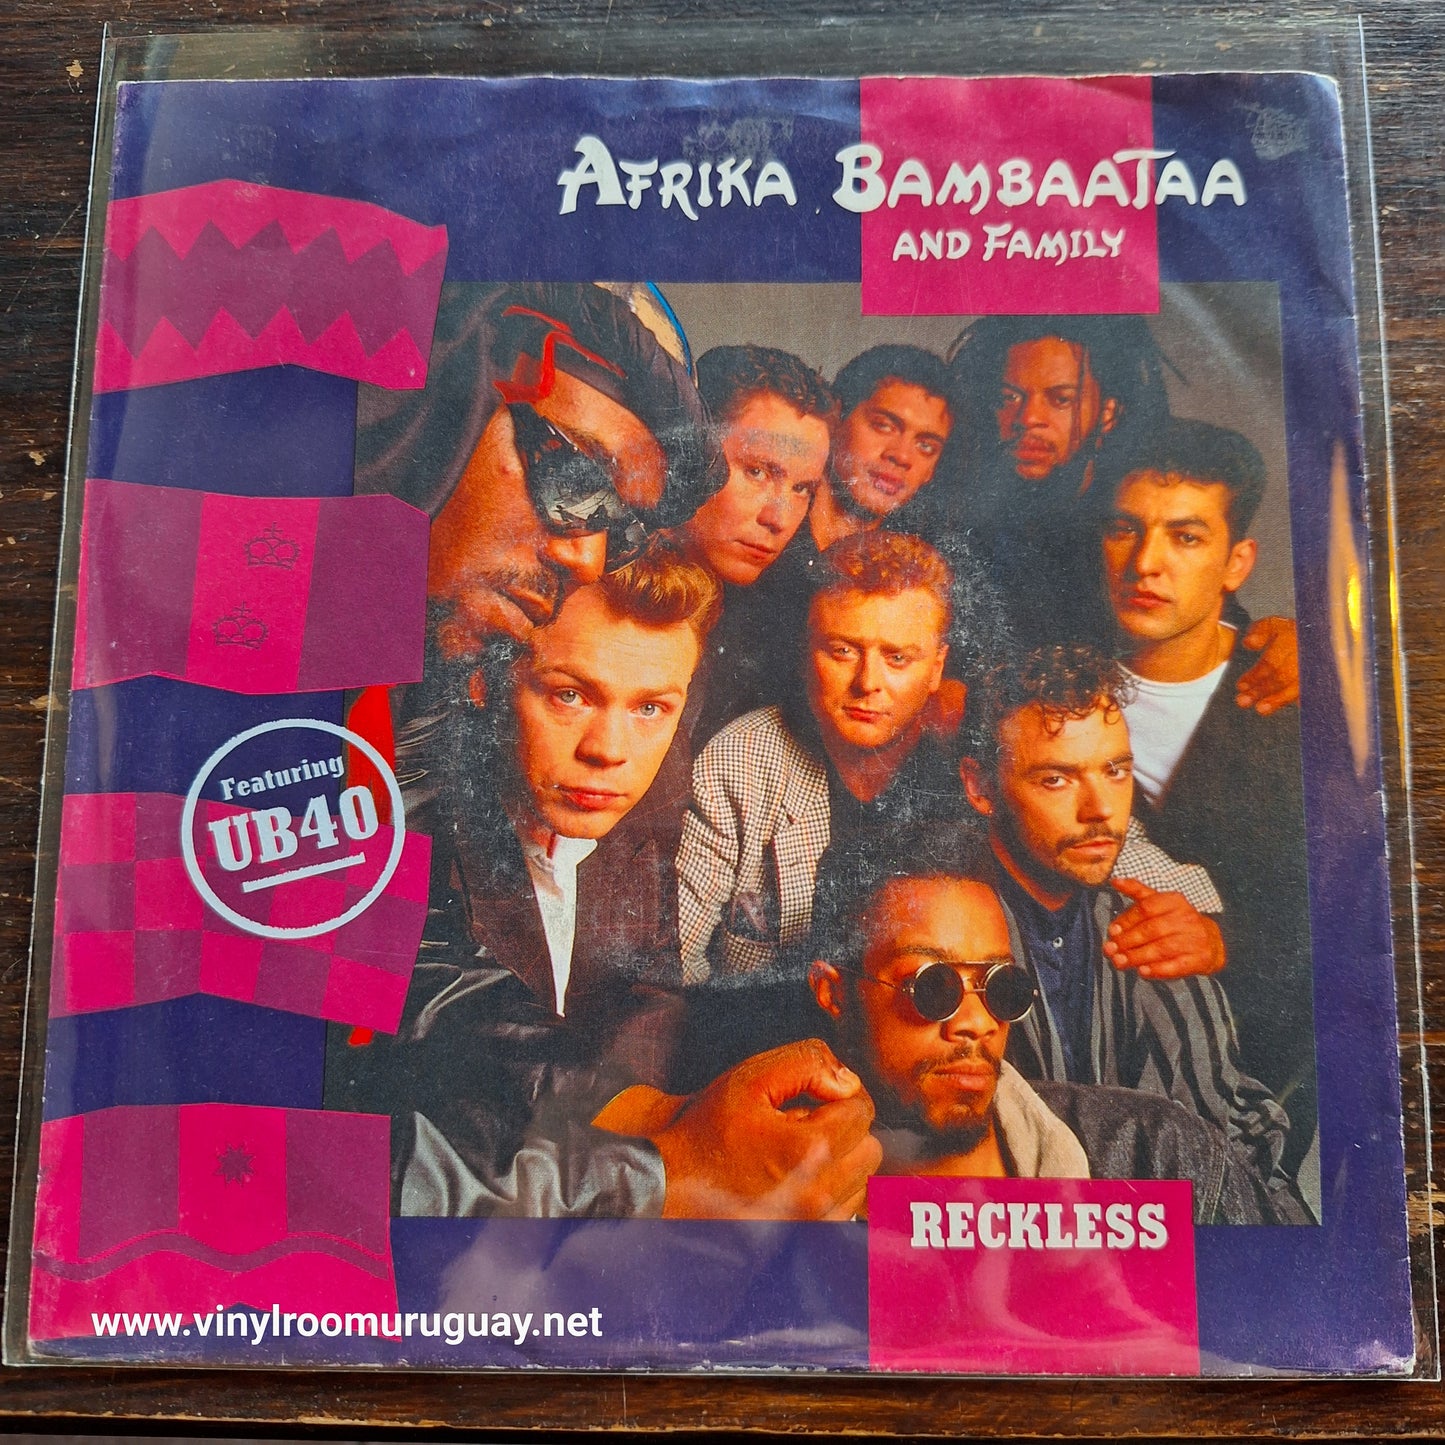 AFRIKA BAMBAATAA
AND FAMILY
Featuring
UB40
RECKLESS
www.vinylroomuruguay.net